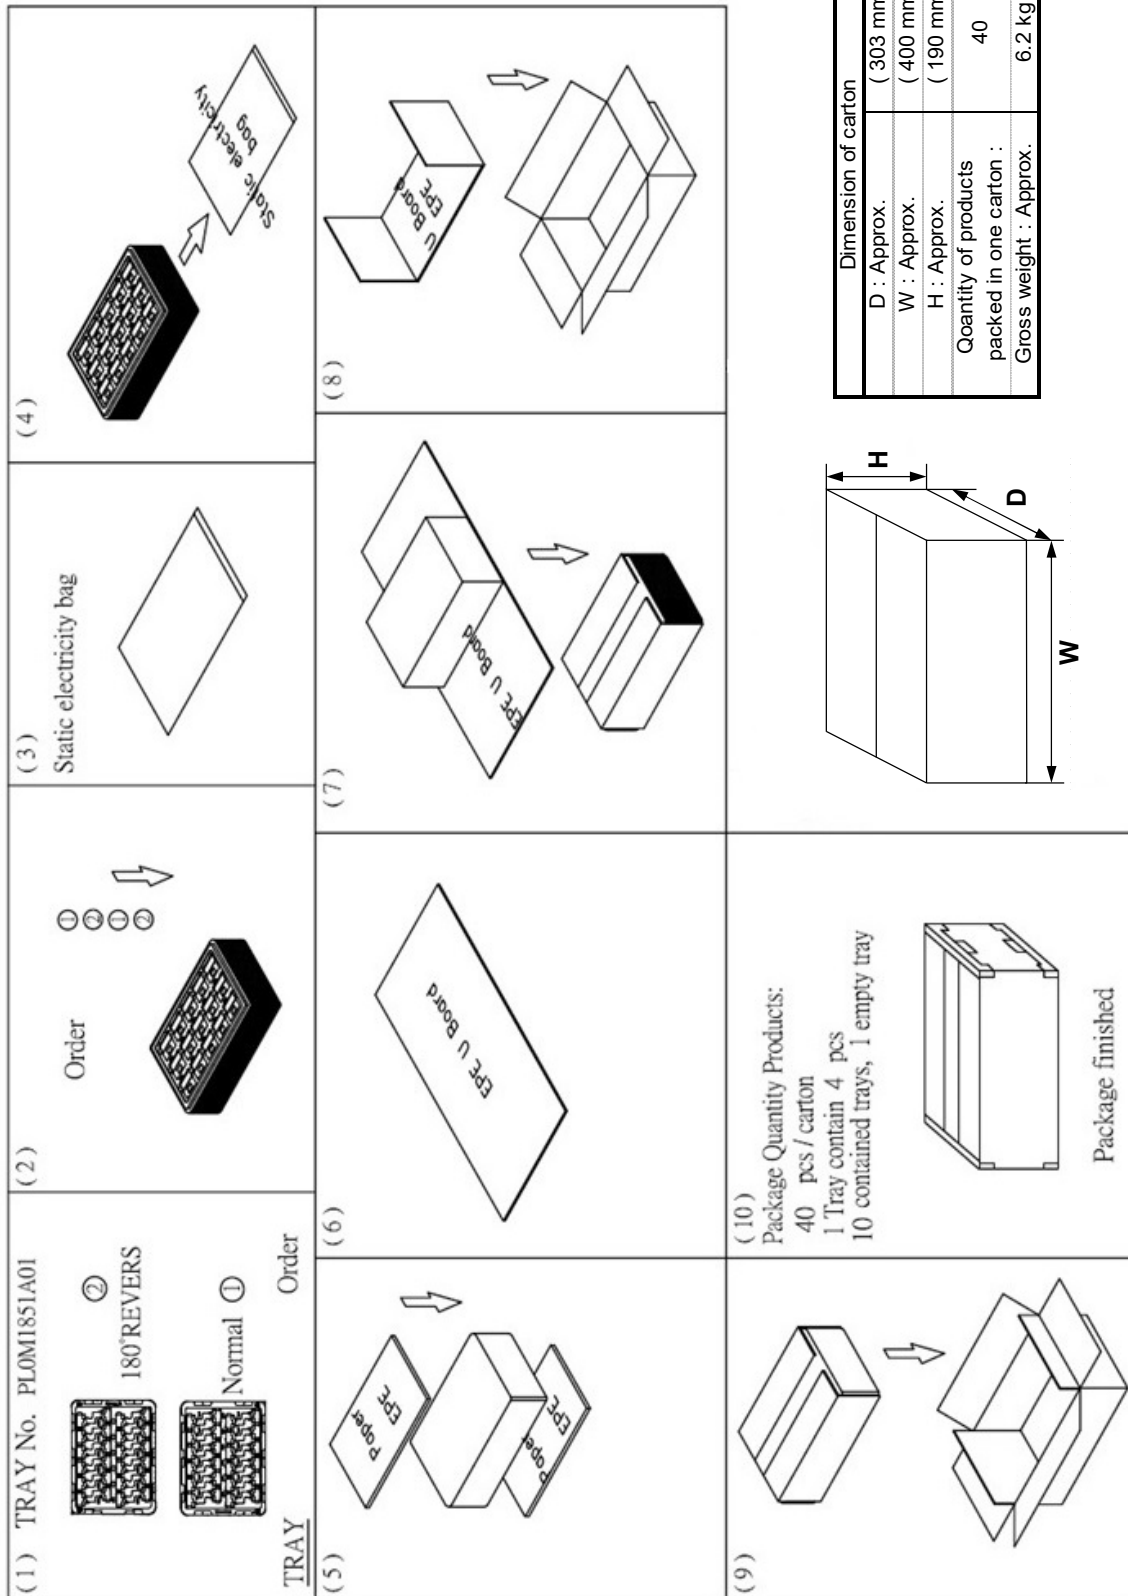 (1) TRAY No. PLOM1851A01
②
180°REVERS
Normal ①
TRAY
Order
(2)
Order
①
②
①
②
(3)
Static electricity bag
(4)
Static electricity
bag
(5)
EPE
Paper
EPE
Paper
(6)
EPE U Board
(7)
EPE U Board
(8)
EPE
U Board
(9)
(10)
Package Quantity Products:
40 pcs / carton
1 Tray contain 4 pcs
10 contained trays, 1 empty tray
Package finished
H
D
W
Dimension of carton
D : Approx. (303 mm
W : Approx. (400 mm
H : Approx. (190 mm
Qoantity of products
packed in one carton : 40
Gross weight : Approx. 6.2 kg